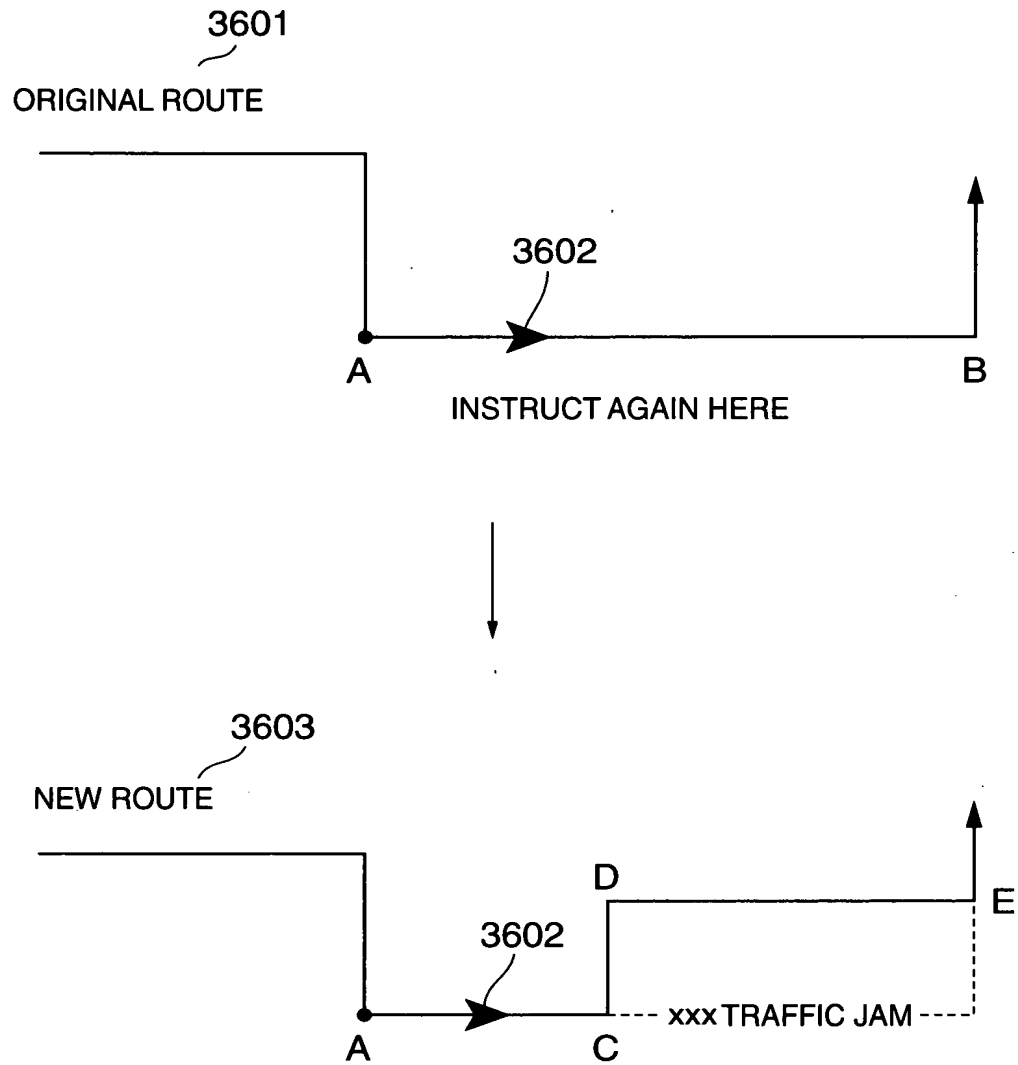 3601
ORIGINAL ROUTE
3602
A
B
INSTRUCT AGAIN HERE
3603
NEW ROUTE
D
E
3602
xxx TRAFFIC JAM
A
C